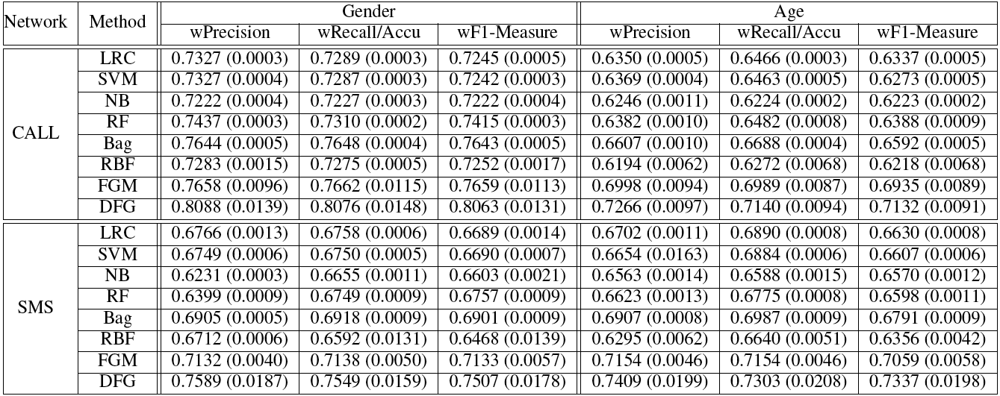 Network Method Gender Age
wPrecision wRecall/Accu wF1-Measure wPrecision wRecall/Accu wF1-Measure
CALL
LRC 0.7327 (0.0003) 0.7289 (0.0003) 0.7245 (0.0005) 0.6350 (0.0005) 0.6466 (0.0003) 0.6337 (0.0005)
SVM 0.7327 (0.0004) 0.7287 (0.0003) 0.7242 (0.0003) 0.6369 (0.0004) 0.6463 (0.0005) 0.6273 (0.0005)
NB 0.7222 (0.0004) 0.7227 (0.0003) 0.7222 (0.0004) 0.6246 (0.0011) 0.6224 (0.0002) 0.6223 (0.0002)
RF 0.7437 (0.0003) 0.7310 (0.0002) 0.7415 (0.0003) 0.6382 (0.0010) 0.6482 (0.0008) 0.6388 (0.0009)
Bag 0.7644 (0.0005) 0.7648 (0.0004) 0.7643 (0.0005) 0.6607 (0.0010) 0.6688 (0.0004) 0.6592 (0.0005)
RBF 0.7283 (0.0015) 0.7275 (0.0005) 0.7252 (0.0017) 0.6194 (0.0062) 0.6272 (0.0068) 0.6218 (0.0068)
FGM 0.7658 (0.0096) 0.7662 (0.0115) 0.7659 (0.0113) 0.6998 (0.0094) 0.6989 (0.0087) 0.6935 (0.0089)
DFG 0.8088 (0.0139) 0.8076 (0.0148) 0.8063 (0.0131) 0.7266 (0.0097) 0.7140 (0.0094) 0.7132 (0.0091)
SMS
LRC 0.6766 (0.0013) 0.6758 (0.0006) 0.6689 (0.0014) 0.6702 (0.0011) 0.6890 (0.0008) 0.6630 (0.0008)
SVM 0.6749 (0.0006) 0.6750 (0.0005) 0.6690 (0.0007) 0.6654 (0.0163) 0.6884 (0.0006) 0.6607 (0.0006)
NB 0.6231 (0.0003) 0.6655 (0.0011) 0.6603 (0.0021) 0.6563 (0.0014) 0.6588 (0.0015) 0.6570 (0.0012)
RF 0.6399 (0.0009) 0.6749 (0.0009) 0.6757 (0.0009) 0.6623 (0.0013) 0.6775 (0.0008) 0.6598 (0.0011)
Bag 0.6905 (0.0005) 0.6918 (0.0009) 0.6901 (0.0009) 0.6907 (0.0008) 0.6987 (0.0009) 0.6791 (0.0009)
RBF 0.6712 (0.0006) 0.6592 (0.0131) 0.6468 (0.0139) 0.6295 (0.0062) 0.6640 (0.0051) 0.6356 (0.0042)
FGM 0.7132 (0.0040) 0.7138 (0.0050) 0.7133 (0.0057) 0.7154 (0.0046) 0.7154 (0.0046) 0.7059 (0.0058)
DFG 0.7589 (0.0187) 0.7549 (0.0159) 0.7507 (0.0178) 0.7409 (0.0199) 0.7303 (0.0208) 0.7337 (0.0198)